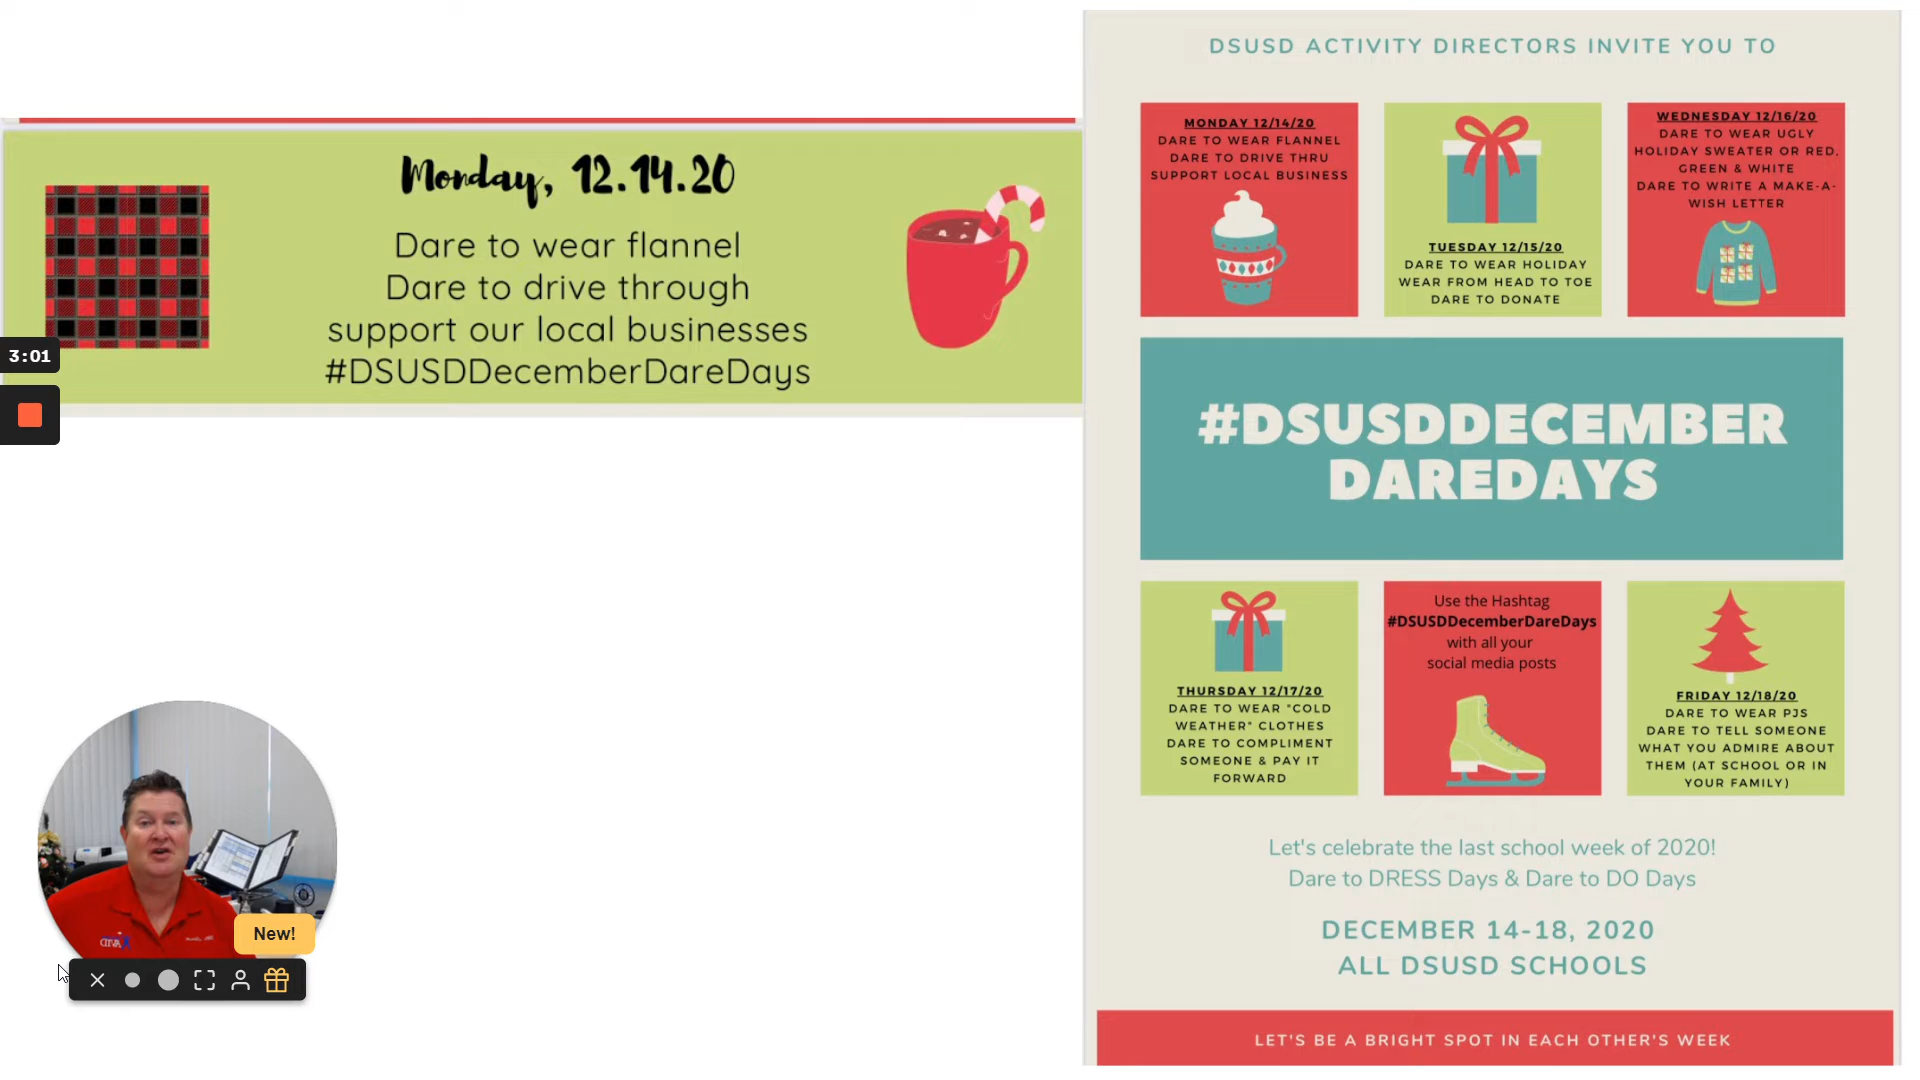 Monday, 12.14.20
Dare to wear flannel
Dare to drive through
support our local businesses
#DSUSDDecemberDareDays
3:01
New!
DSUSD ACTIVITY DIRECTORS INVITE YOU TO
MONDAY 12/14/20
DARE TO WEAR FLANNEL
DARE TO DRIVE THRU
SUPPORT LOCAL BUSINESS
TUESDAY 12/15/20
DARE TO WEAR HOLIDAY
WEAR FROM HEAD TO TOE
DARE TO DONATE
WEDNESDAY 12/16/20
DARE TO WEAR UGLY
HOLIDAY SWEATER OR RED,
GREEN & WHITE
DARE TO WRITE A MAKE-A-
WISH LETTER
#DSUSDDECEMBER
DAREDAYS
THURSDAY 12/17/20
DARE TO WEAR "COLD
WEATHER" CLOTHES
DARE TO COMPLIMENT
SOMEONE & PAY IT
FORWARD
Use the Hashtag
#DSUSDDecemberDareDays
with all your
social media posts
FRIDAY 12/18/20
DARE TO WEAR PJS
DARE TO TELL SOMEONE
WHAT YOU ADMIRE ABOUT
THEM (AT SCHOOL OR IN
YOUR FAMILY)
Let's celebrate the last school week of 2020!
Dare to DRESS Days & Dare to DO Days
DECEMBER 14-18, 2020
ALL DSUSD SCHOOLS
LET'S BE A BRIGHT SPOT IN EACH OTHER'S WEEK